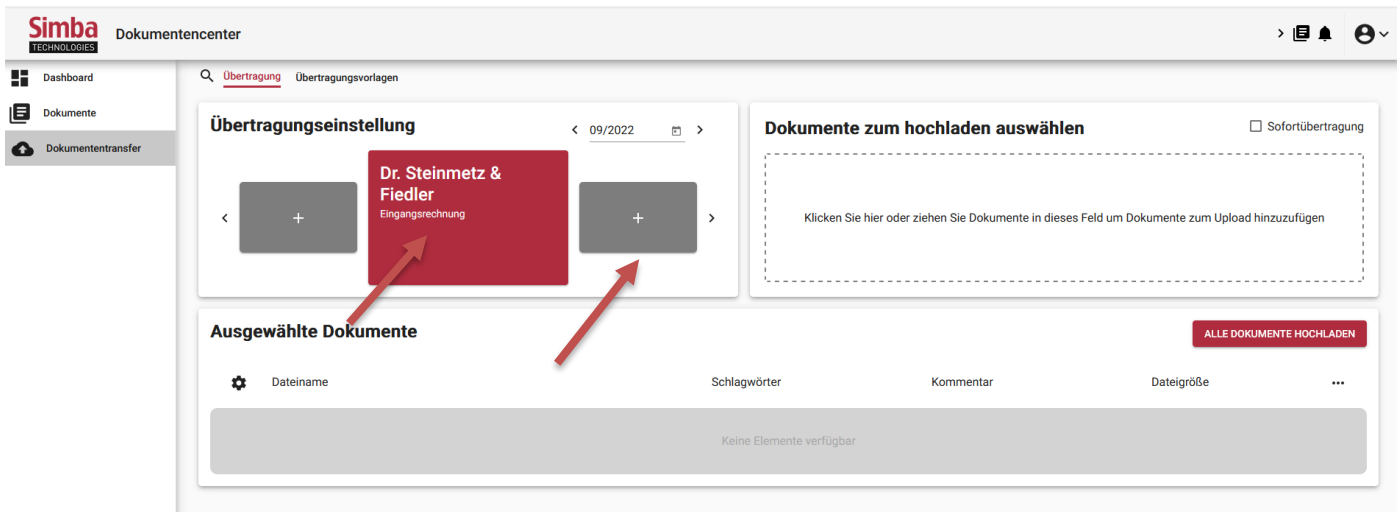 Simba
TECHNOLOGIES
Dokumentencenter
Dashboard
Dokumente
Dokumententransfer
Übertragung Übertragungsvorlagen
Übertragungseinstellung
09/2022
Dr. Steinmetz &
Fiedler
Eingangsrechnung
Dokumente zum hochladen auswählen
Sofortübertragung
Klicken Sie hier oder ziehen Sie Dokumente in dieses Feld um Dokumente zum Upload hinzuzufügen
Ausgewählte Dokumente
ALLE DOKUMENTE HOCHLADEN
Dateiname Schlagwörter Kommentar Dateigröße
Keine Elemente verfügbar